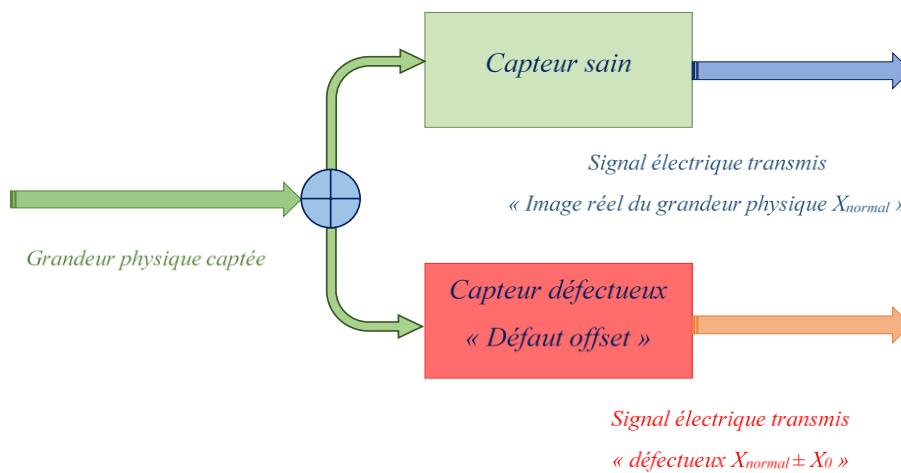 Capteur sain
Signal électrique transmis
« Image réel du grandeur physique Xnormal »
Grandeur physique captée
Capteur défectueux
« Défaut offset »
Signal électrique transmis
« défectueux Xnormal ± X0 »